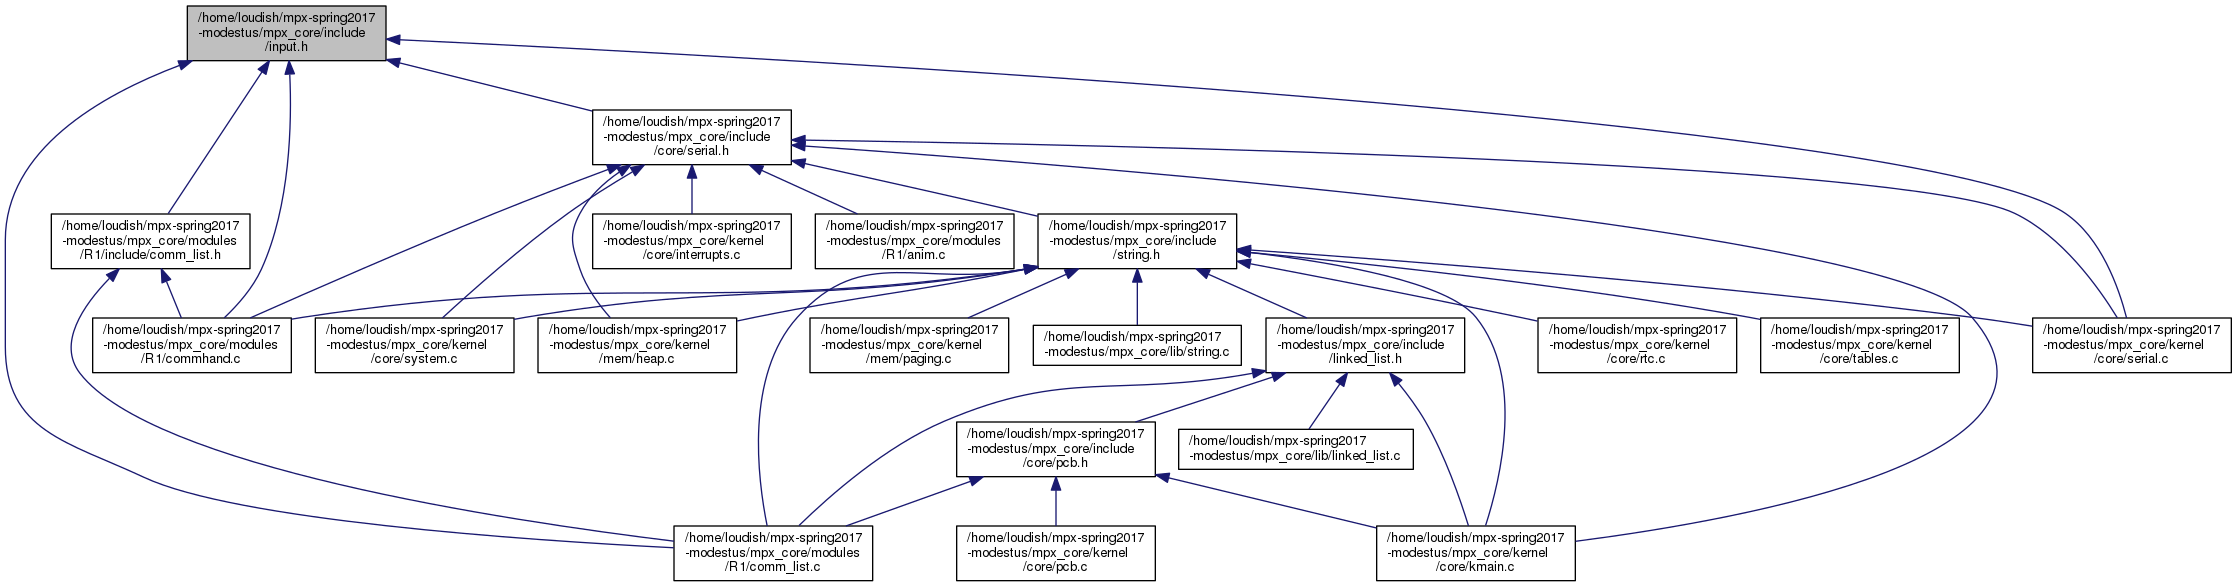 /home/loudish/mpx-spring2017
-modestus/mpx_core/include
/input.h
/home/loudish/mpx-spring2017
-modestus/mpx_core/include
/core/serial.h
/home/loudish/mpx-spring2017
-modestus/mpx_core/modules
/R1/include/comm_list.h
/home/loudish/mpx-spring2017
-modestus/mpx_core/kernel
/core/interrupts.c
/home/loudish/mpx-spring2017
-modestus/mpx_core/modules
/R1/anim.c
/home/loudish/mpx-spring2017
-modestus/mpx_core/include
/string.h
/home/loudish/mpx-spring2017
-modestus/mpx_core/modules
/R1/commhand.c
/home/loudish/mpx-spring2017
-modestus/mpx_core/kernel
/core/system.c
/home/loudish/mpx-spring2017
-modestus/mpx_core/kernel
/mem/heap.c
/home/loudish/mpx-spring2017
-modestus/mpx_core/kernel
/mem/paging.c
/home/loudish/mpx-spring2017
-modestus/mpx_core/lib/string.c
/home/loudish/mpx-spring2017
-modestus/mpx_core/include
/linked_list.h
/home/loudish/mpx-spring2017
-modestus/mpx_core/kernel
/core/rtc.c
/home/loudish/mpx-spring2017
-modestus/mpx_core/kernel
/core/tables.c
/home/loudish/mpx-spring2017
-modestus/mpx_core/kernel
/core/serial.c
/home/loudish/mpx-spring2017
-modestus/mpx_core/include
/core/pcb.h
/home/loudish/mpx-spring2017
-modestus/mpx_core/lib/linked_list.c
/home/loudish/mpx-spring2017
-modestus/mpx_core/modules
/R1/comm_list.c
/home/loudish/mpx-spring2017
-modestus/mpx_core/kernel
/core/pcb.c
/home/loudish/mpx-spring2017
-modestus/mpx_core/kernel
/core/kmain.c